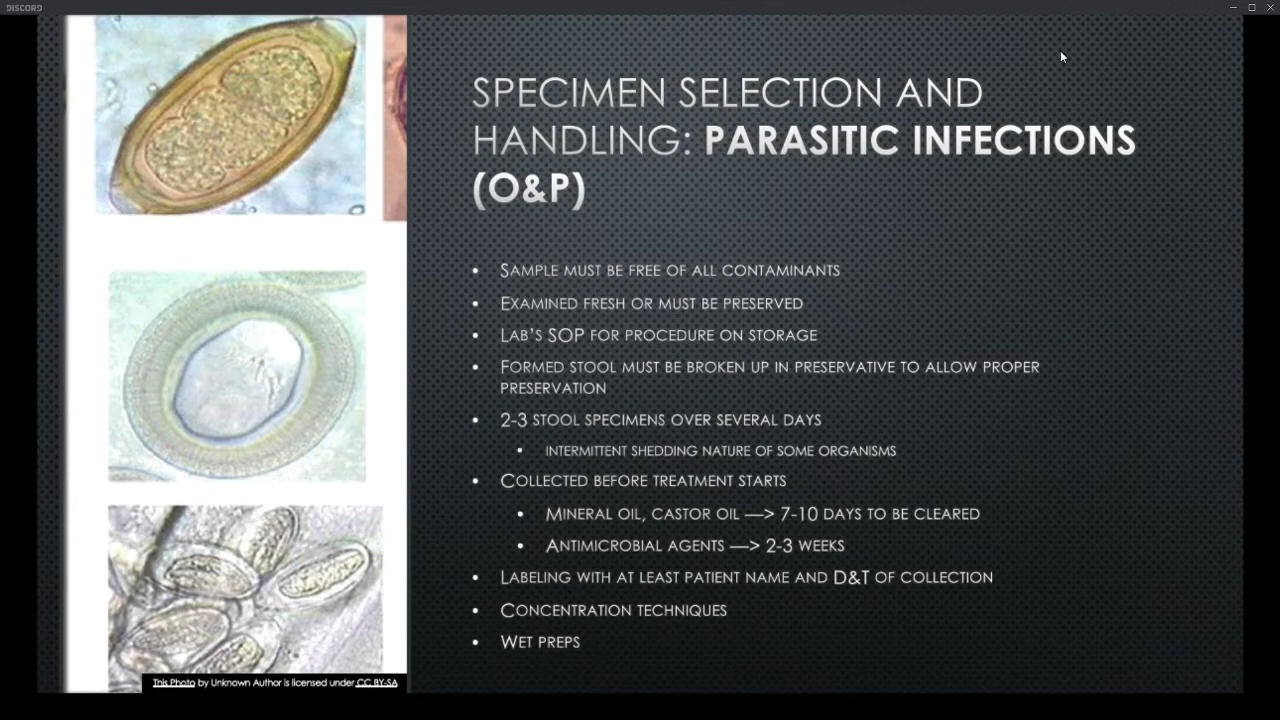 DISCORD
SPECIMEN SELECTION AND
HANDLING: PARASITIC INFECTIONS
(O&P)
• SAMPLE MUST BE FREE OF ALL CONTAMINANTS
• EXAMINED FRESH OR MUST BE PRESERVED
• LAB'S SOP FOR PROCEDURE ON STORAGE
• FORMED STOOL MUST BE BROKEN UP IN PRESERVATIVE TO ALLOW PROPER
PRESERVATION
• 2-3 STOOL SPECIMENS OVER SEVERAL DAYS
• INTERMITTENT SHEDDING NATURE OF SOME ORGANISMS
• COLLECTED BEFORE TREATMENT STARTS
• MINERAL OIL, CASTOR OIL —> 7-10 DAYS TO BE CLEARED
• ANTIMICROBIAL AGENTS —> 2-3 WEEKS
• LABELING WITH AT LEAST PATIENT NAME AND D&T OF COLLECTION
• CONCENTRATION TECHNIQUES
• WET PREPS
This Photo by Unknown Author is licensed under CC BY-SA